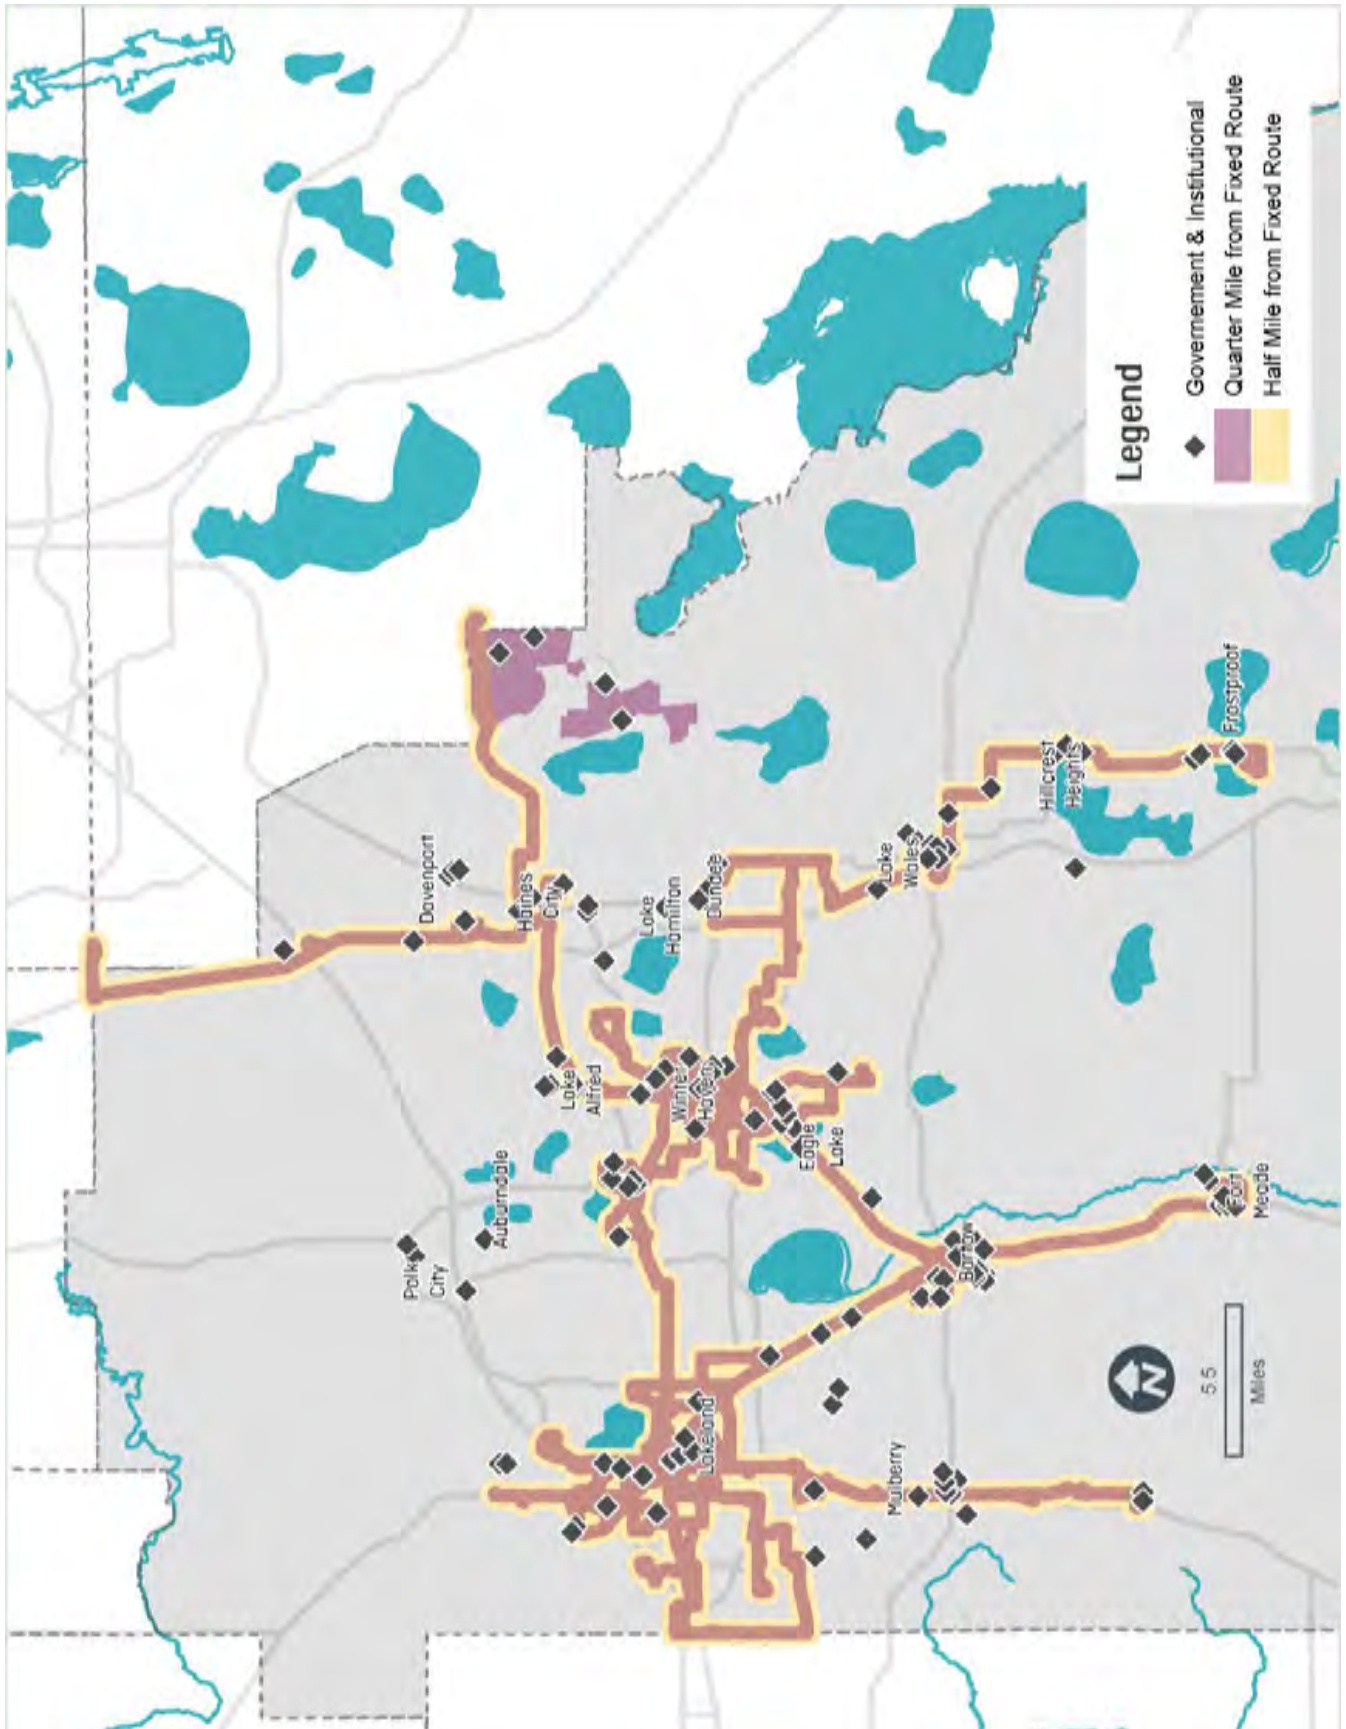 Davenport
Haines
City
Lake
Hamilton
Dundee
Lake
Wales
Hillcrest
Heights
Frostproof
Lake
Alfred
Winter
Haven
Eagle
Lake
Auburndale
Polk
City
Bartow
Fort
Meade
Lakeland
Mulberry
N
5.5
Miles
Legend
Governement & Institutional
Quarter Mile from Fixed Route
Half Mile from Fixed Route